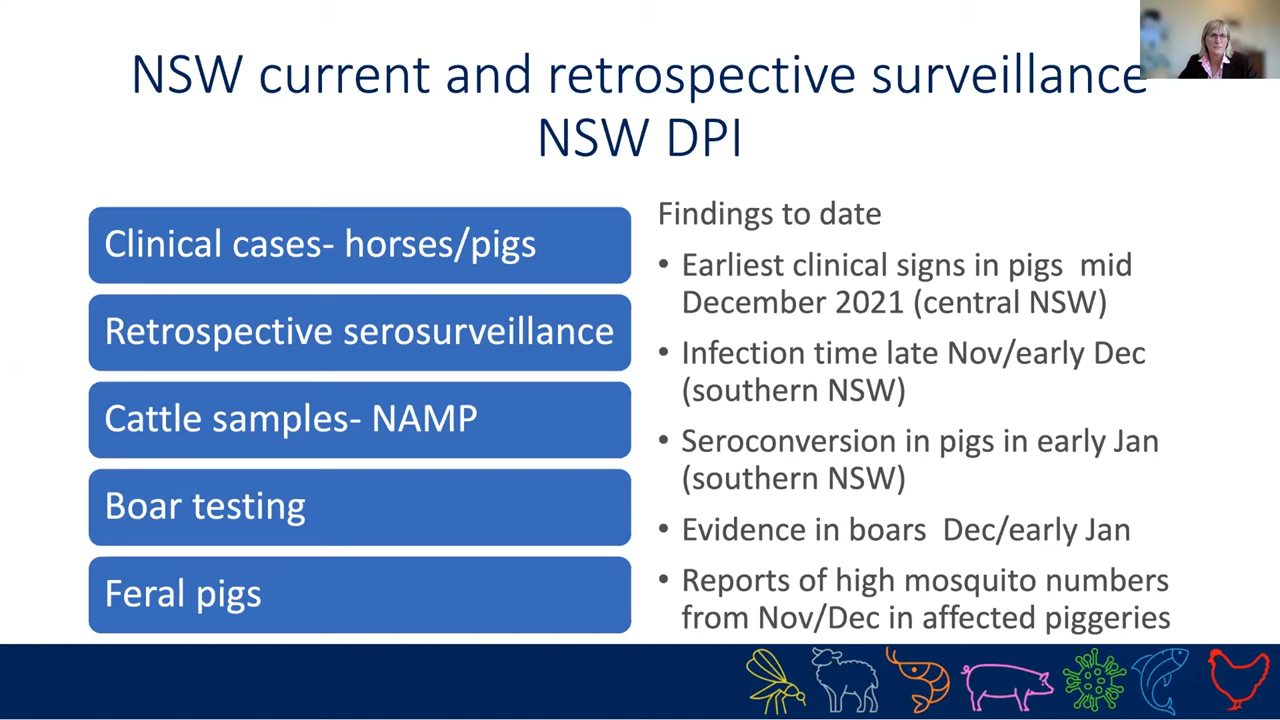 NSW current and retrospective surveillance
NSW DPI
Clinical cases- horses/pigs
Retrospective serosurveillance
Cattle samples- NAMP
Boar testing
Feral pigs
Findings to date
• Earliest clinical signs in pigs mid
December 2021 (central NSW)
• Infection time late Nov/early Dec
(southern NSW)
• Seroconversion in pigs in early Jan
(southern NSW)
• Evidence in boars Dec/early Jan
• Reports of high mosquito numbers
from Nov/Dec in affected piggeries